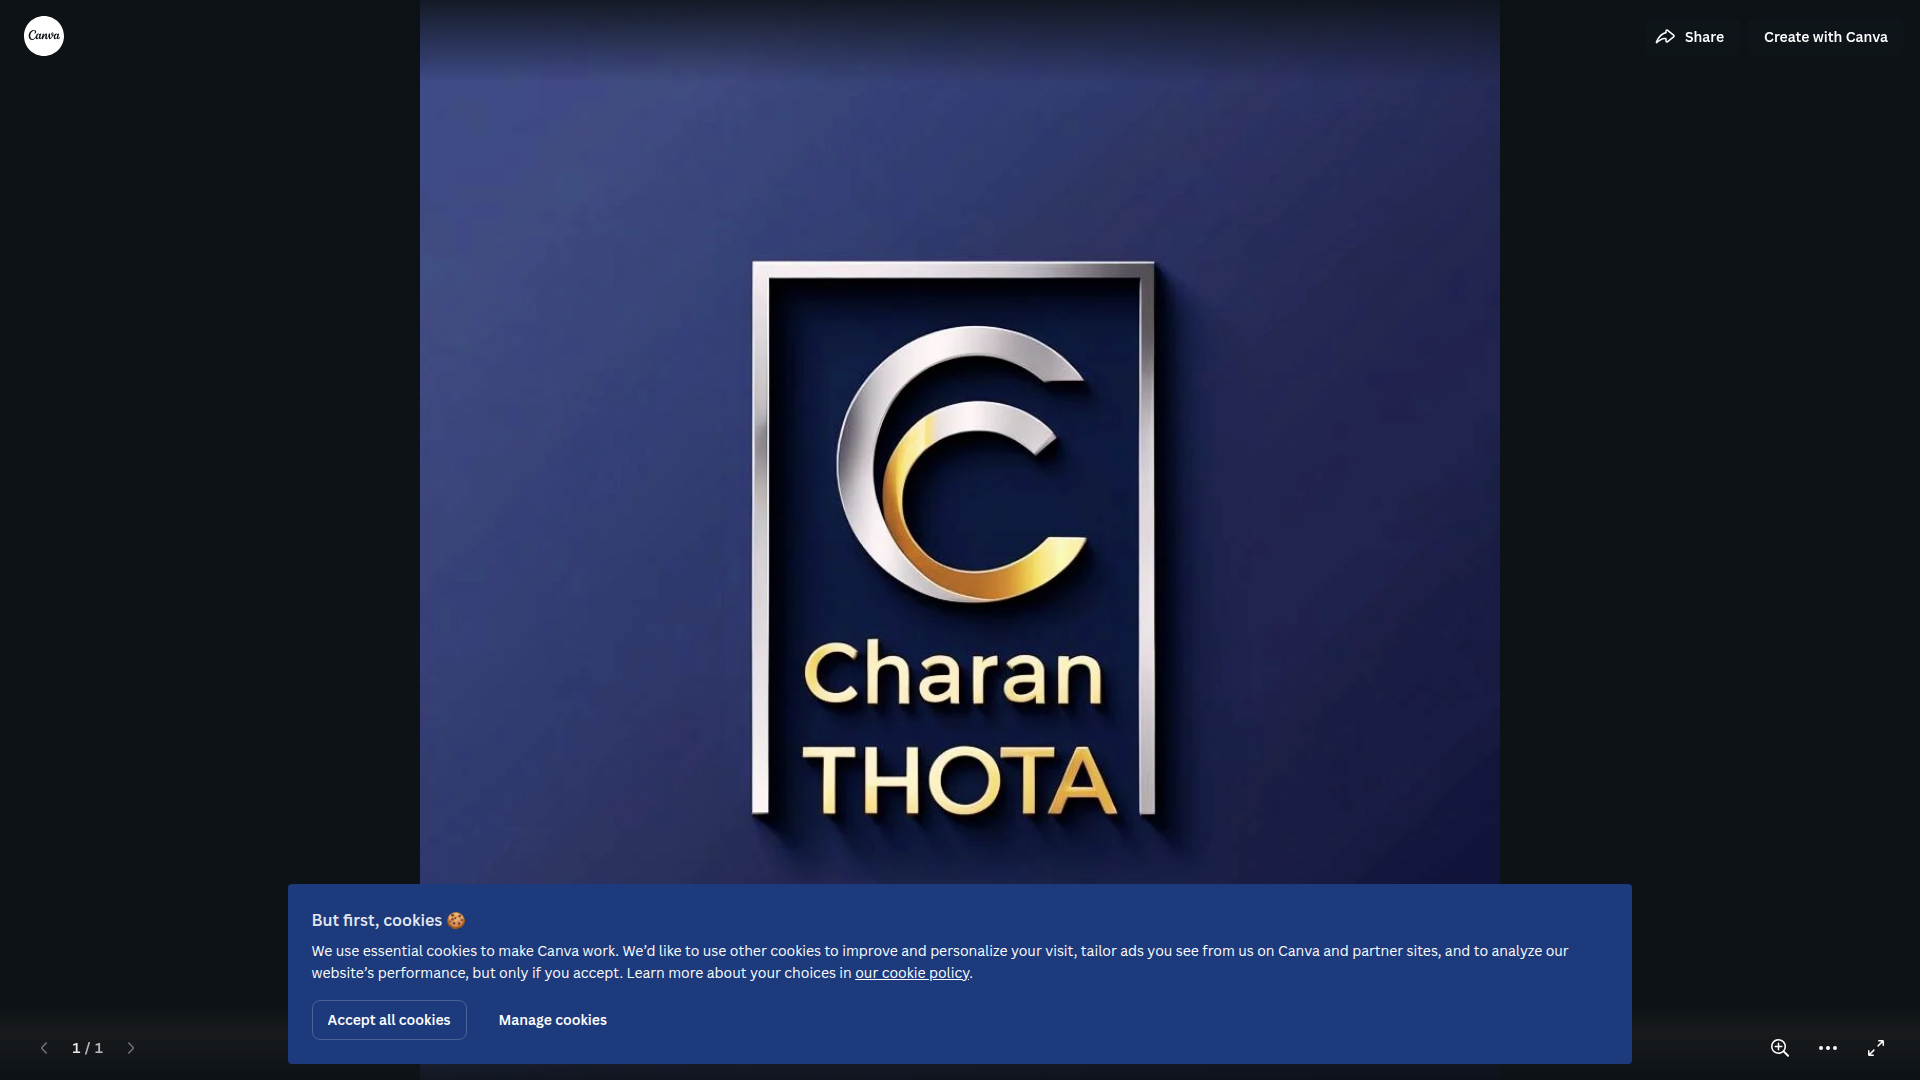 Canva
Share
Create with Canva
Charan
THOTA
But first, cookies 🍪
We use essential cookies to make Canva work. We’d like to use other cookies to improve and personalize your visit, tailor ads you see from us on Canva and partner sites, and to analyze our
website’s performance, but only if you accept. Learn more about your choices in our cookie policy.
Accept all cookies
Manage cookies
1 / 1